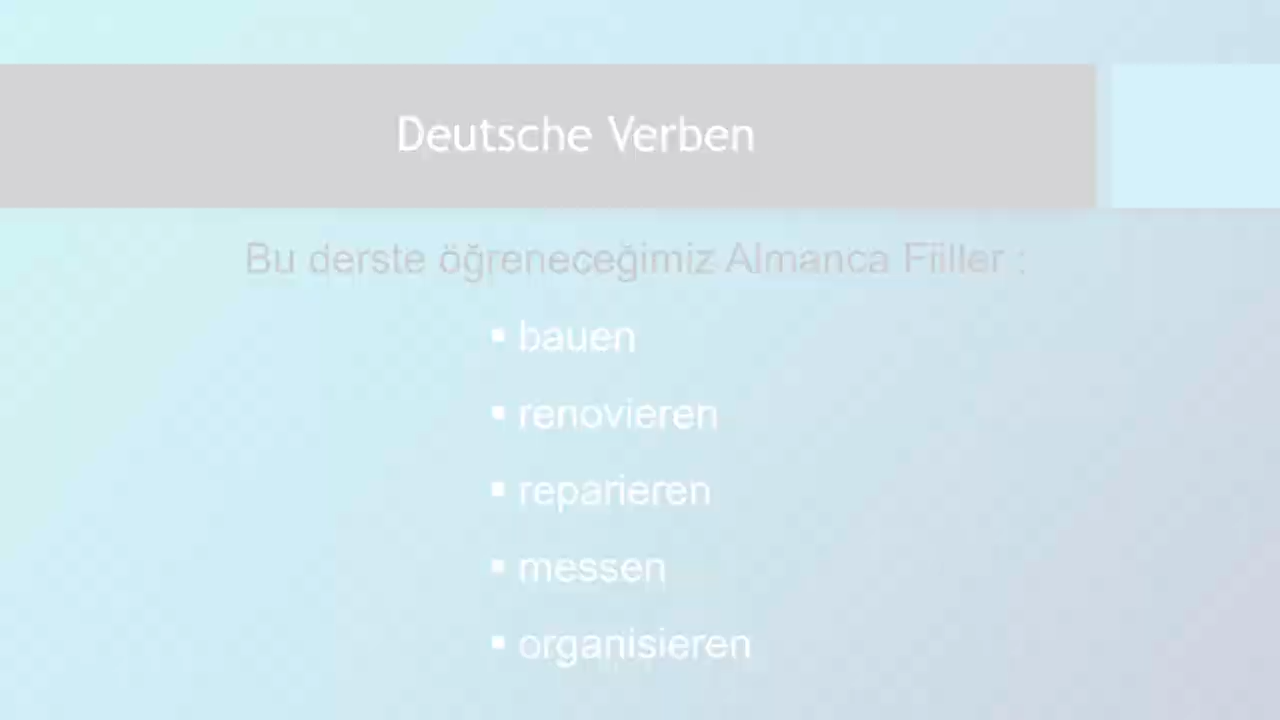 Deutsche Verben
Bu derste öğreneceğimiz Almanca Fiiller :
▪ bauen
▪ renovieren
▪ reparieren
▪ messen
▪ organisieren